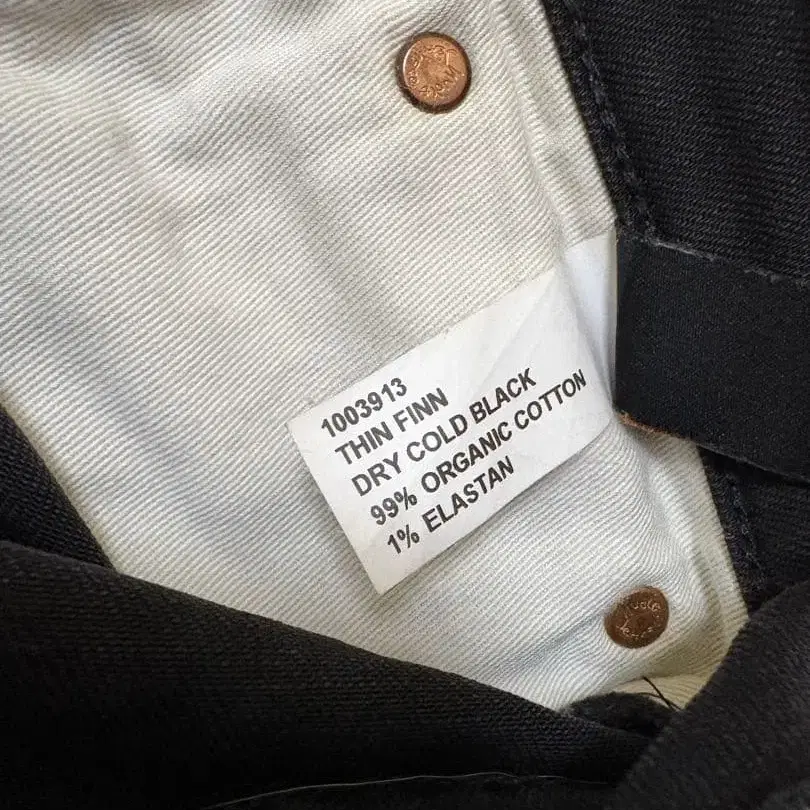 1003913
THIN FINN
DRY COLD BLACK
99% ORGANIC COTTON
1% ELASTAN